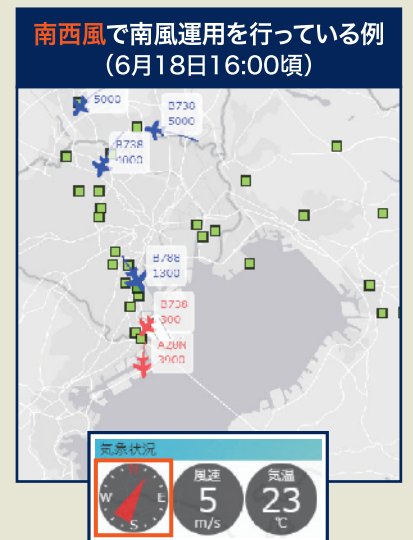 南西風で南風運用を行っている例
（6月18日16:00頃）
5000
B738
5000
B738
4000
B788
1300
B738
300
A20N
3900
気象状況
N
W
E
S
風速
5
m/s
気温
23
℃